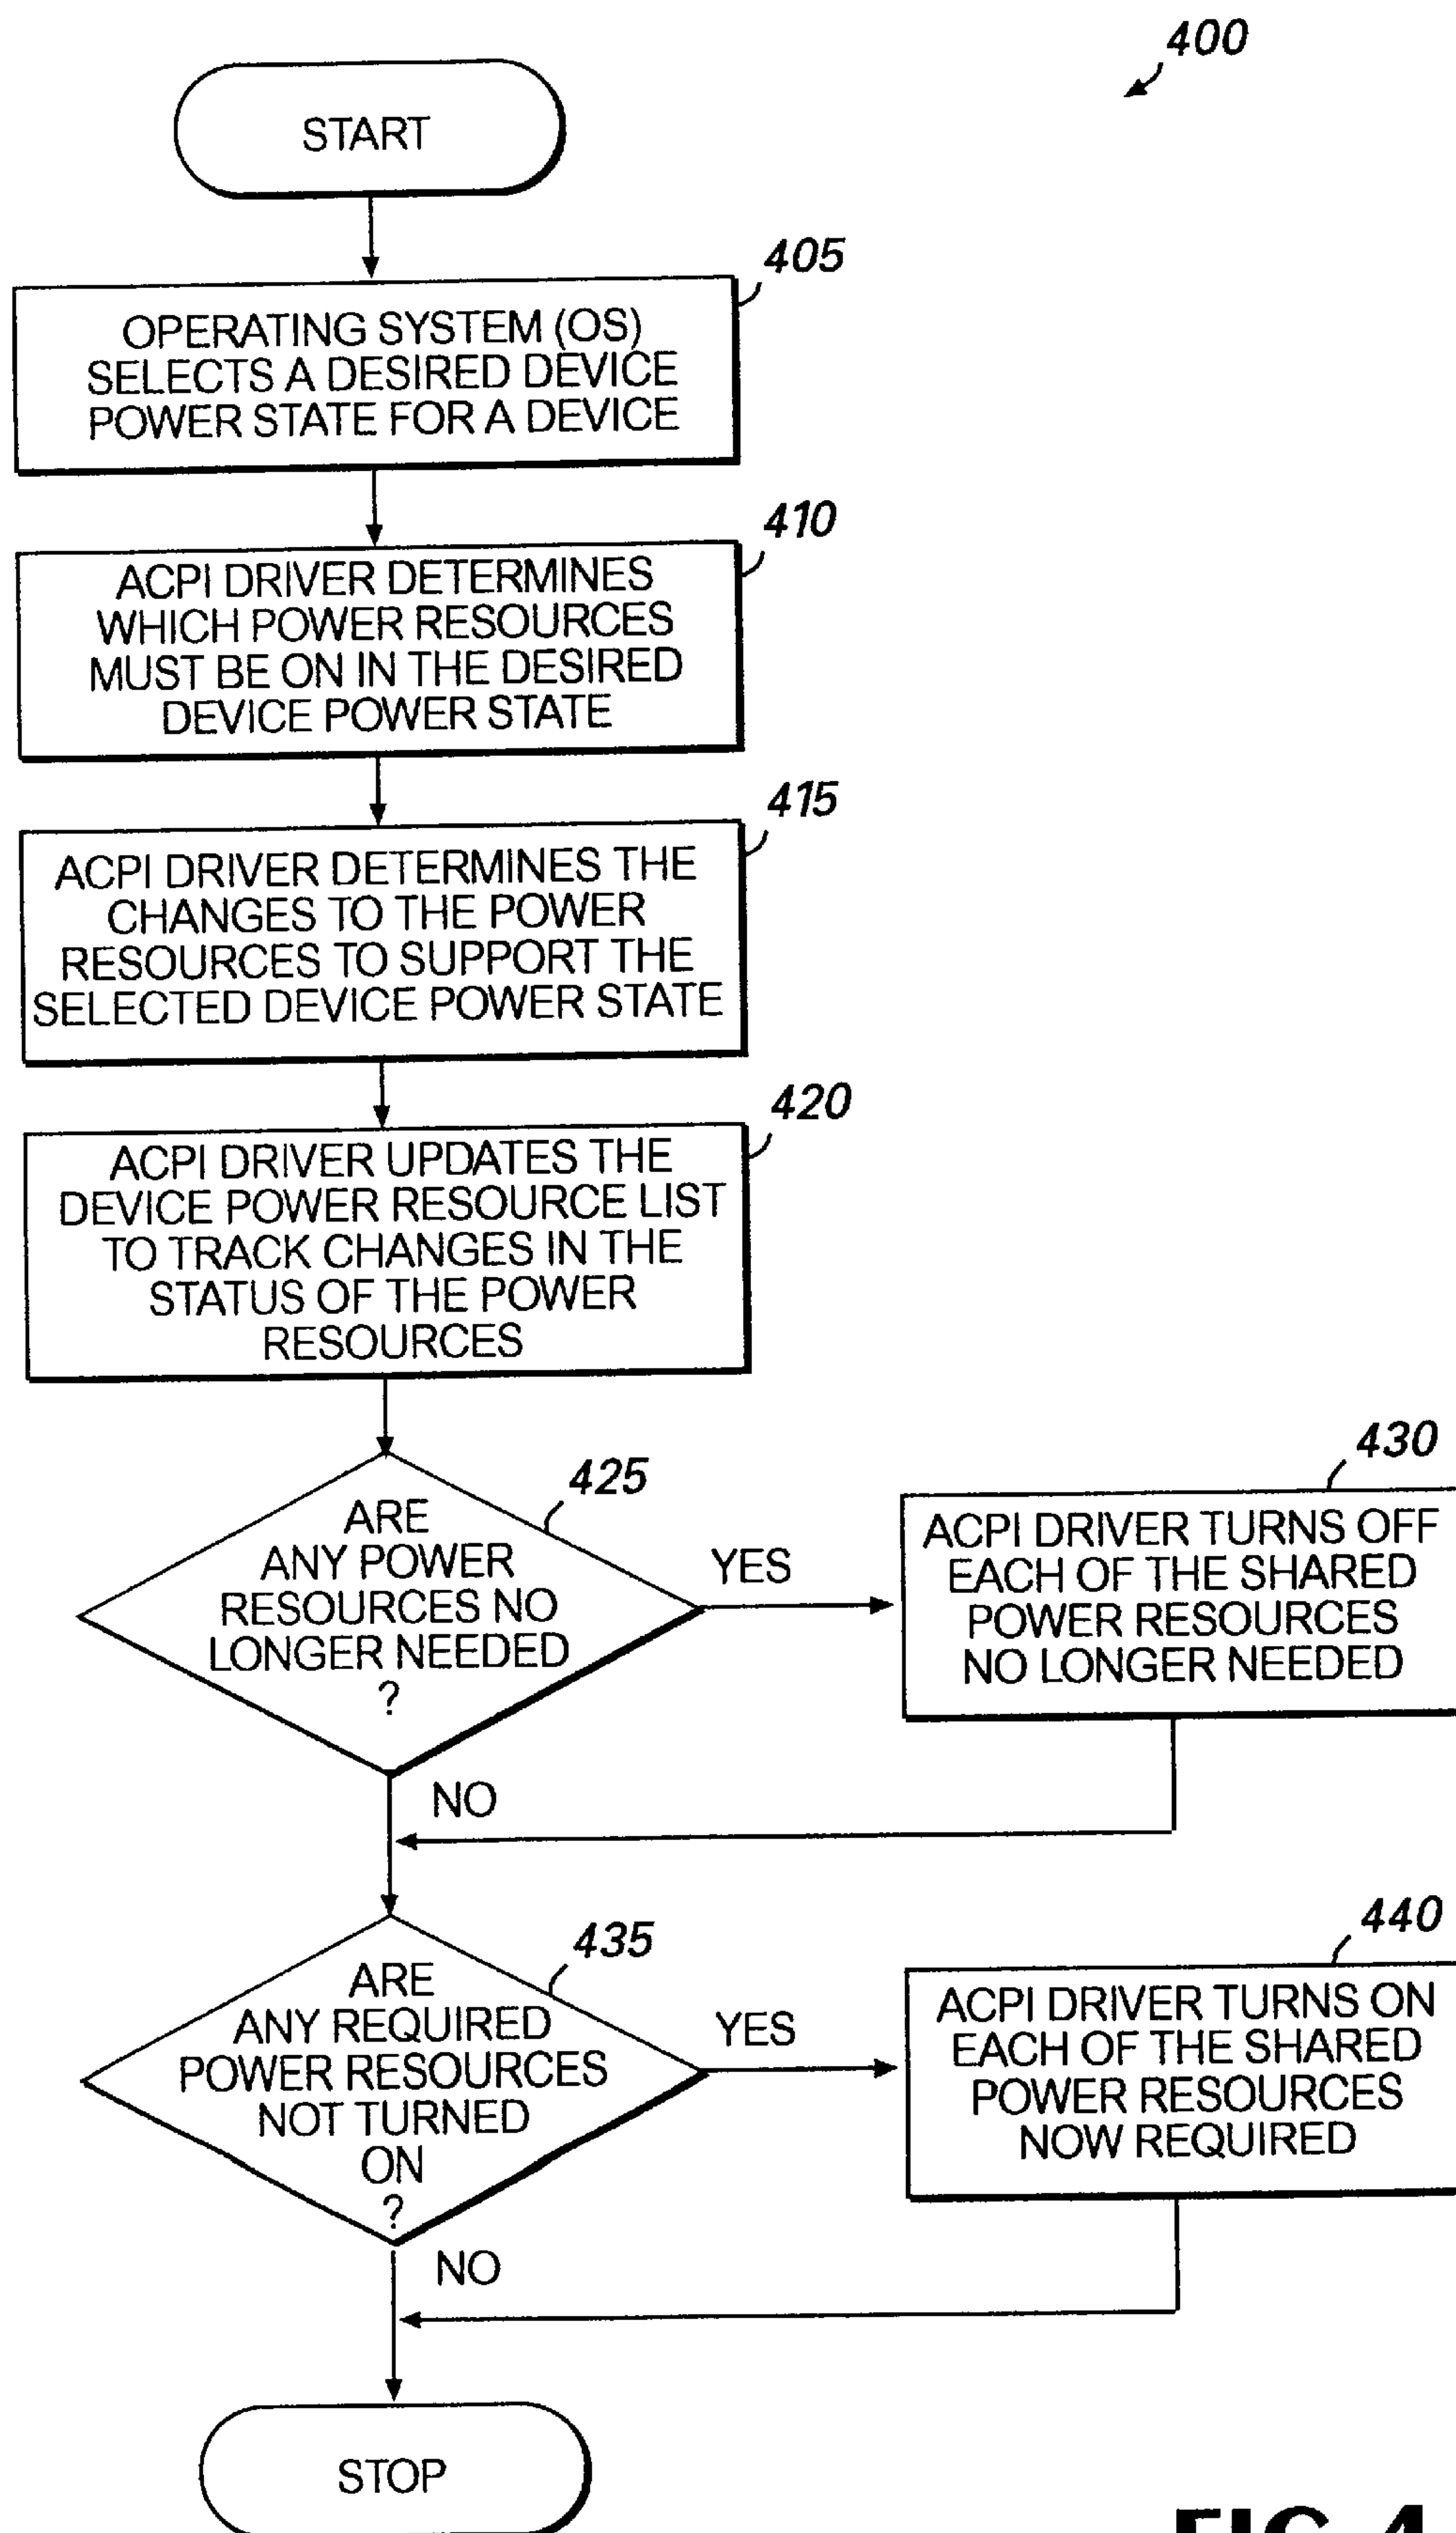 400
START
405
OPERATING SYSTEM (OS)
SELECTS A DESIRED DEVICE
POWER STATE FOR A DEVICE
410
ACPI DRIVER DETERMINES
WHICH POWER RESOURCES
MUST BE ON IN THE DESIRED
DEVICE POWER STATE
415
ACPI DRIVER DETERMINES THE
CHANGES TO THE POWER
RESOURCES TO SUPPORT THE
SELECTED DEVICE POWER STATE
420
ACPI DRIVER UPDATES THE
DEVICE POWER RESOURCE LIST
TO TRACK CHANGES IN THE
STATUS OF THE POWER
RESOURCES
425
ARE
ANY POWER
RESOURCES NO
LONGER NEEDED
?
YES
430
ACPI DRIVER TURNS OFF
EACH OF THE SHARED
POWER RESOURCES
NO LONGER NEEDED
NO
435
ARE
ANY REQUIRED
POWER RESOURCES
NOT TURNED
ON
?
YES
440
ACPI DRIVER TURNS ON
EACH OF THE SHARED
POWER RESOURCES
NOW REQUIRED
NO
STOP
FIG. 4